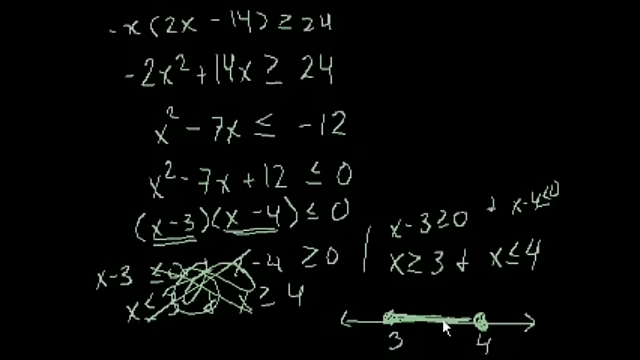 -x(2x - 14) ≥ 24
-2x² + 14x ≥ 24
x² - 7x ≤ -12
x² - 7x + 12 ≤ 0
(x-3)(x-4) ≤ 0
x-3 ≤ 0 x-4 ≥ 0
x ≤ 3 x ≥ 4
x-3 ≥ 0 + x-4 ≤ 0
x ≥ 3 + x ≤ 4
3 4